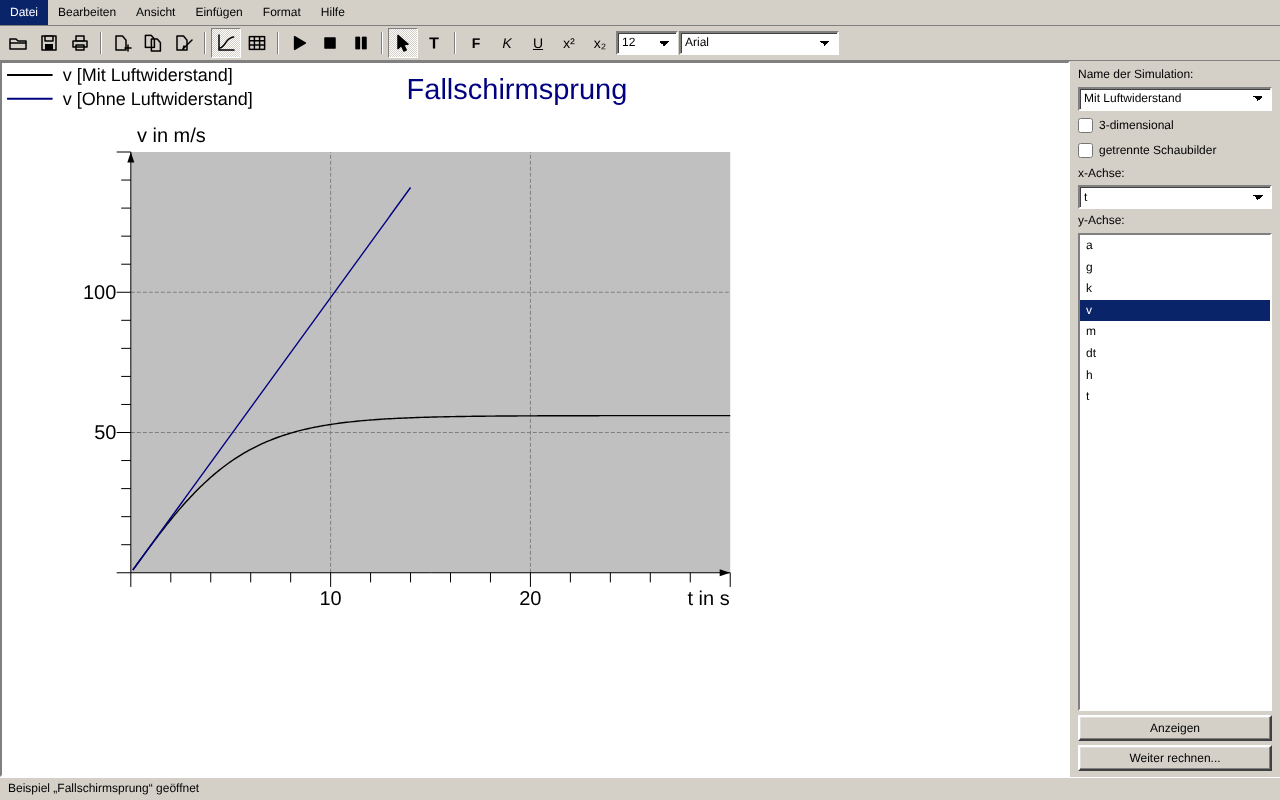 Datei Bearbeiten Ansicht Einfügen Format Hilfe
T F K U x² x₂ 12 Arial
v [Mit Luftwiderstand]
v [Ohne Luftwiderstand]
Fallschirmsprung
v in m/s
100
50
10 20 t in s
Name der Simulation:
Mit Luftwiderstand
3-dimensional
getrennte Schaubilder
x-Achse:
t
y-Achse:
a
g
k
v
m
dt
h
t
Anzeigen
Weiter rechnen...
Beispiel „Fallschirmsprung“ geöffnet